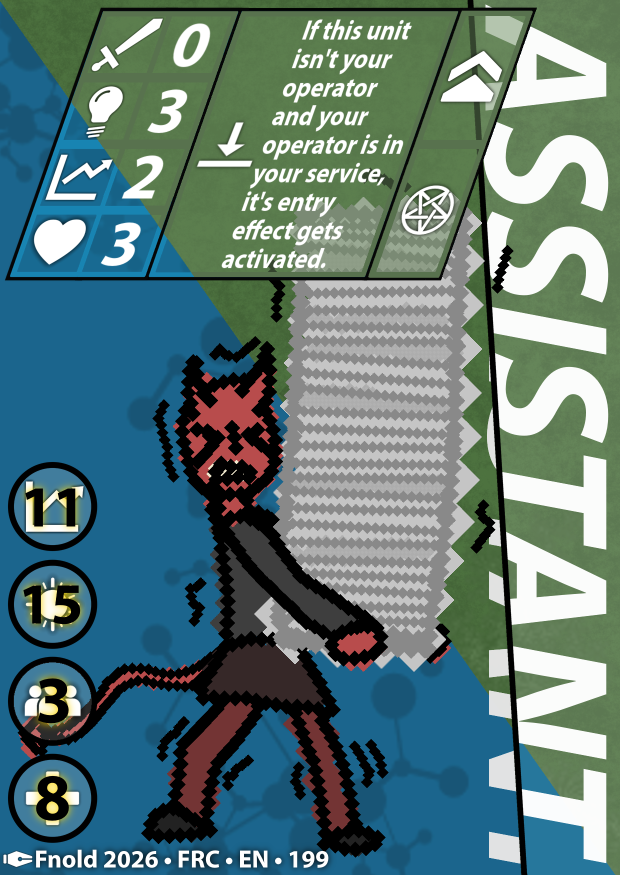 0
3
2
3
If this unit
isn't your
operator
and your
operator is in
your service,
it's entry
effect gets
activated.
ASSISTANT
11
15
3
8
Fnold 2026 • FRC • EN • 199